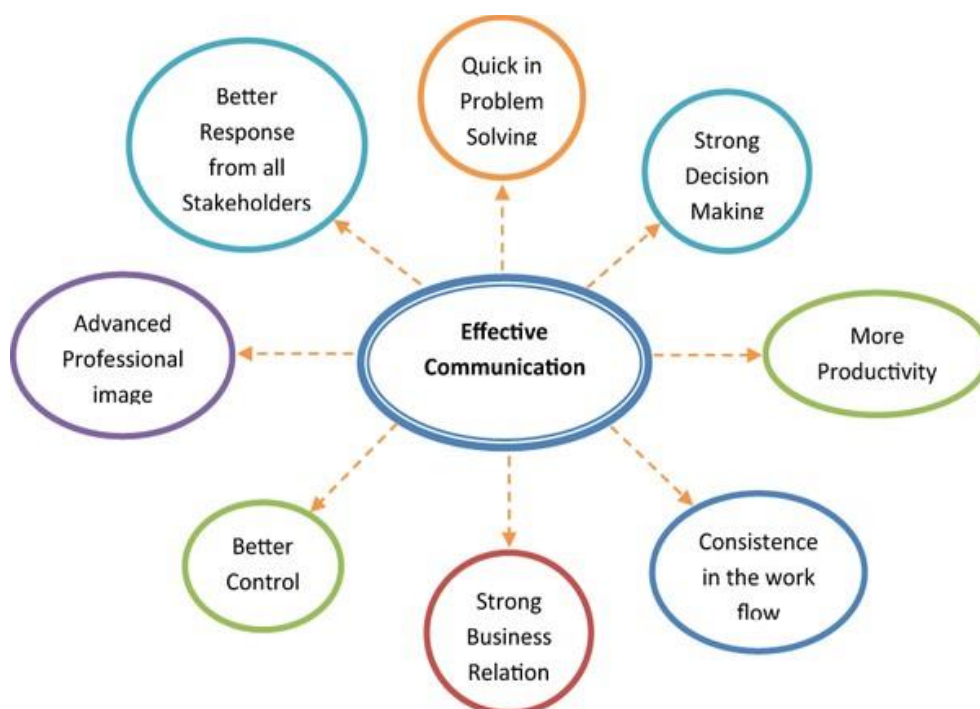 Better
Response
from all
Stakeholders
Quick in
Problem
Solving
Strong
Decision
Making
Advanced
Professional
image
Effective
Communication
More
Productivity
Better
Control
Strong
Business
Relation
Consistence
in the work
flow